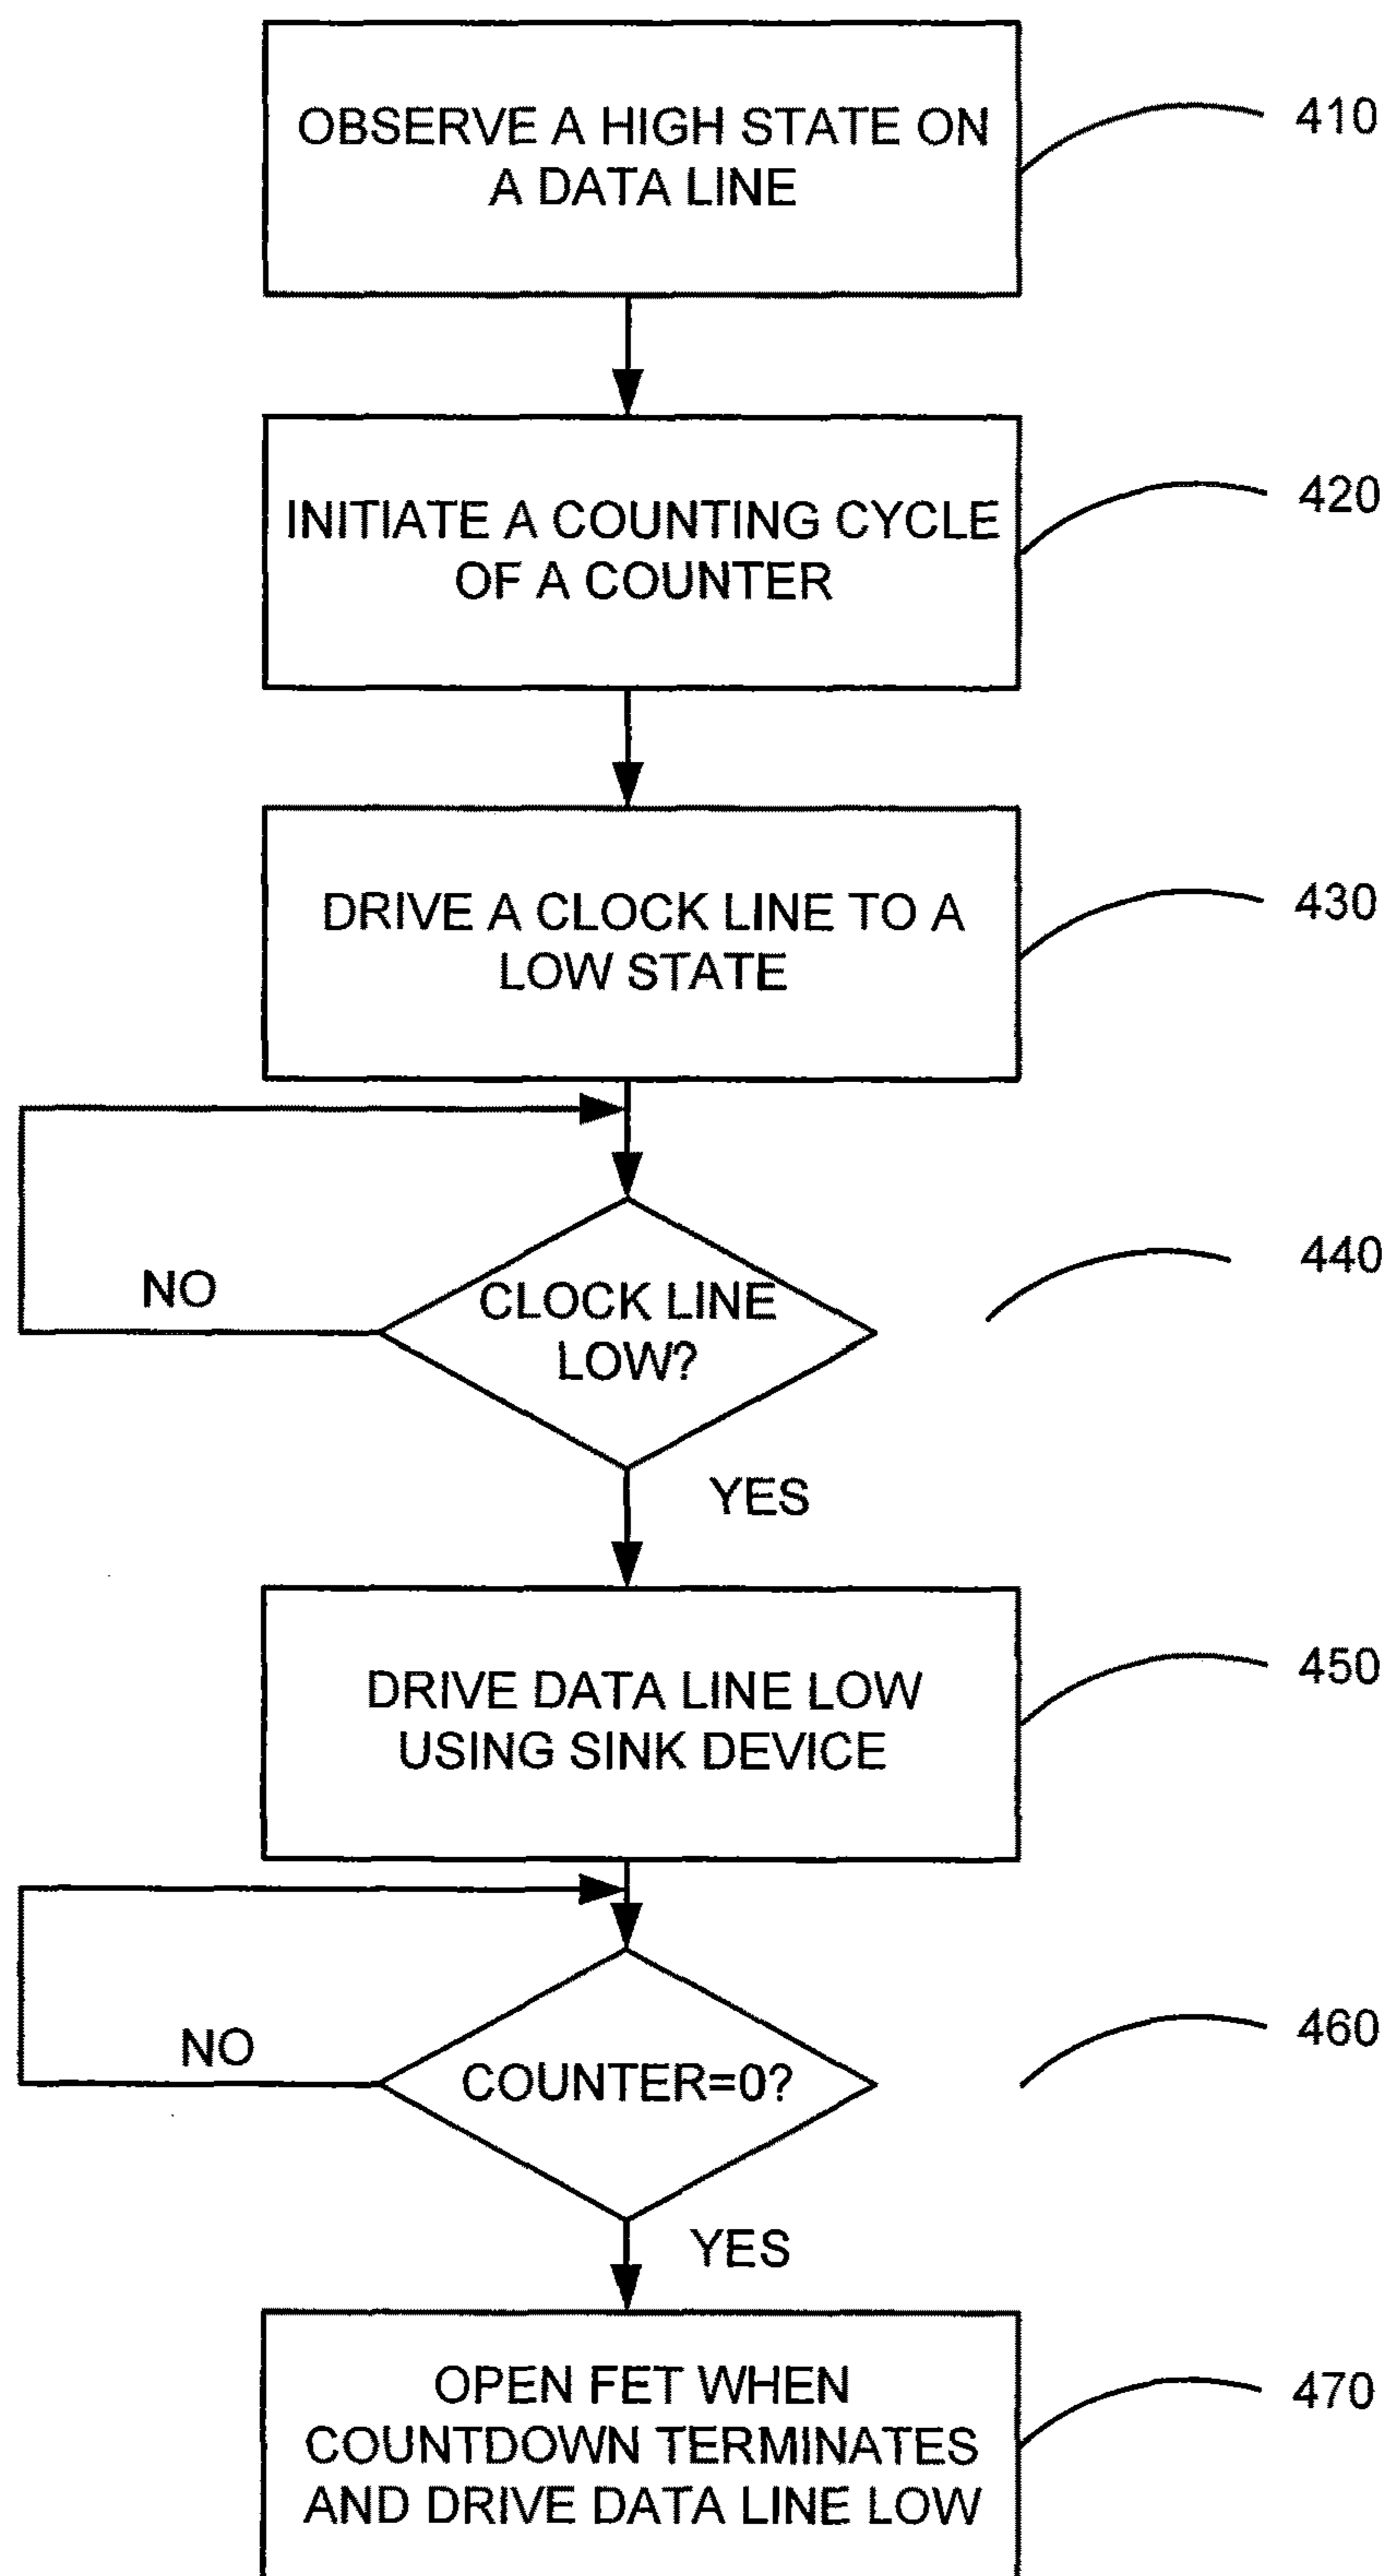 OBSERVE A HIGH STATE ON
A DATA LINE
410
INITIATE A COUNTING CYCLE
OF A COUNTER
420
DRIVE A CLOCK LINE TO A
LOW STATE
430
CLOCK LINE
LOW?
440
NO
YES
DRIVE DATA LINE LOW
USING SINK DEVICE
450
COUNTER=0?
460
NO
YES
OPEN FET WHEN
COUNTDOWN TERMINATES
AND DRIVE DATA LINE LOW
470